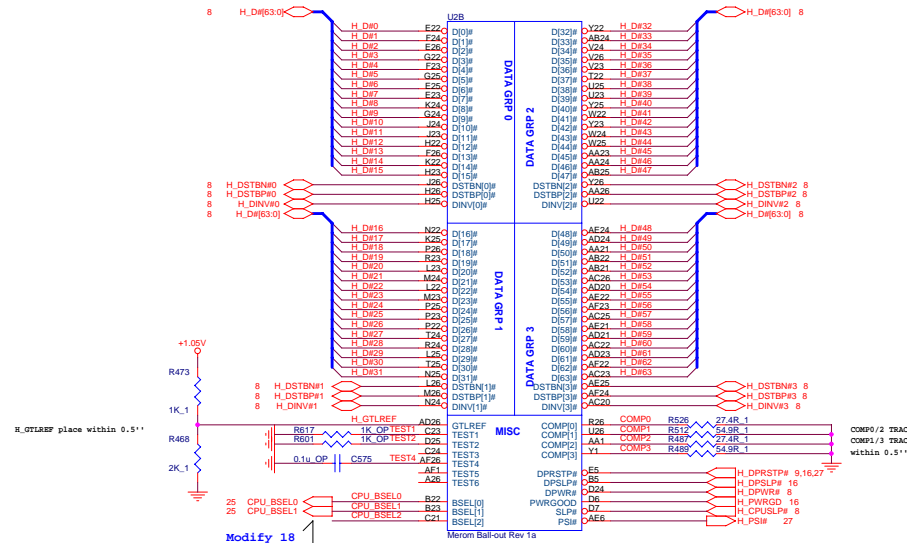 8 H_D#[63:0] U2B H_D#[63:0] 8
H_D#0 E22 D[0]# D[32]# Y22 H_D#32
H_D#1 F24 D[1]# D[33]# AB24 H_D#33
H_D#2 E26 D[2]# D[34]# V24 H_D#34
H_D#3 G22 D[3]# D[35]# V26 H_D#35
H_D#4 F23 D[4]# D[36]# V23 H_D#36
H_D#5 G25 D[5]# D[37]# T22 H_D#37
H_D#6 E25 D[6]# D[38]# U25 H_D#38
H_D#7 E23 D[7]# D[39]# U23 H_D#39
H_D#8 K24 D[8]# D[40]# Y25 H_D#40
H_D#9 G24 D[9]# D[41]# W22 H_D#41
H_D#10 J24 D[10]# D[42]# Y23 H_D#42
H_D#11 J23 D[11]# D[43]# W24 H_D#43
H_D#12 H22 D[12]# D[44]# W25 H_D#44
H_D#13 F26 D[13]# D[45]# AA23 H_D#45
H_D#14 K22 D[14]# D[46]# AA24 H_D#46
H_D#15 H23 D[15]# D[47]# AB25 H_D#47
DATA GRP 0
DATA GRP 2
8 H_DSTBN#0 J26 DSTBN[0]# DSTBN[2]# Y26 H_DSTBN#2 8
8 H_DSTBP#0 H26 DSTBP[0]# DSTBP[2]# AA26 H_DSTBP#2 8
8 H_DINV#0 H25 DINV[0]# DINV[2]# U22 H_DINV#2 8
8 H_D#[63:0] H_D#[63:0] 8
H_D#16 N22 D[16]# D[48]# AE24 H_D#48
H_D#17 K25 D[17]# D[49]# AD24 H_D#49
H_D#18 P26 D[18]# D[50]# AA21 H_D#50
H_D#19 R23 D[19]# D[51]# AB22 H_D#51
H_D#20 L23 D[20]# D[52]# AB21 H_D#52
H_D#21 M24 D[21]# D[53]# AC26 H_D#53
H_D#22 L22 D[22]# D[54]# AD20 H_D#54
H_D#23 M23 D[23]# D[55]# AE22 H_D#55
H_D#24 P25 D[24]# D[56]# AF23 H_D#56
H_D#25 P23 D[25]# D[57]# AC25 H_D#57
H_D#26 P22 D[26]# D[58]# AE21 H_D#58
H_D#27 T24 D[27]# D[59]# AD21 H_D#59
H_D#28 R24 D[28]# D[60]# AC22 H_D#60
H_D#29 L25 D[29]# D[61]# AD23 H_D#61
H_D#30 T25 D[30]# D[62]# AF22 H_D#62
H_D#31 N25 D[31]# D[63]# AC23 H_D#63
DATA GRP 1
DATA GRP 3
8 H_DSTBN#1 L26 DSTBN[1]# DSTBN[3]# AE25 H_DSTBN#3 8
8 H_DSTBP#1 M26 DSTBP[1]# DSTBP[3]# AF24 H_DSTBP#3 8
8 H_DINV#1 N24 DINV[1]# DINV[3]# AC20 H_DINV#3 8
+1.05V
R473
1K_1
H_GTLREF place within 0.5''
R468
2K_1
MISC
H_GTLREF AD26 GTLREF COMP[0] R26 COMP0 R526 27.4R_1
R617 1K_OP TEST1 C23 TEST1 COMP[1] U26 COMP1 R512 54.9R_1
R601 1K_OP TEST2 D25 TEST2 COMP[2] AA1 COMP2 R487 27.4R_1
C24 TEST3 COMP[3] Y1 COMP3 R489 54.9R_1
0.1u_OP C575 TEST4 AF26 TEST4
AF1 TEST5
A26 TEST6
COMP0/2 TRAC
COMP1/3 TRAC
within 0.5''
DPRSTP# E5 H_DPRSTP# 9,16,27
DPSLP# B5 H_DPSLP# 16
DPWR# D24 H_DPWR# 8
25 CPU_BSEL0 CPU_BSEL0 B22 BSEL[0] PWRGOOD D6 H_PWRGD 16
25 CPU_BSEL1 CPU_BSEL1 B23 BSEL[1] SLP# D7 H_CPUSLP# 8
CPU_BSEL2 C21 BSEL[2] PSI# AE6 H_PSI# 27
Modify 18
Merom Ball-out Rev 1a